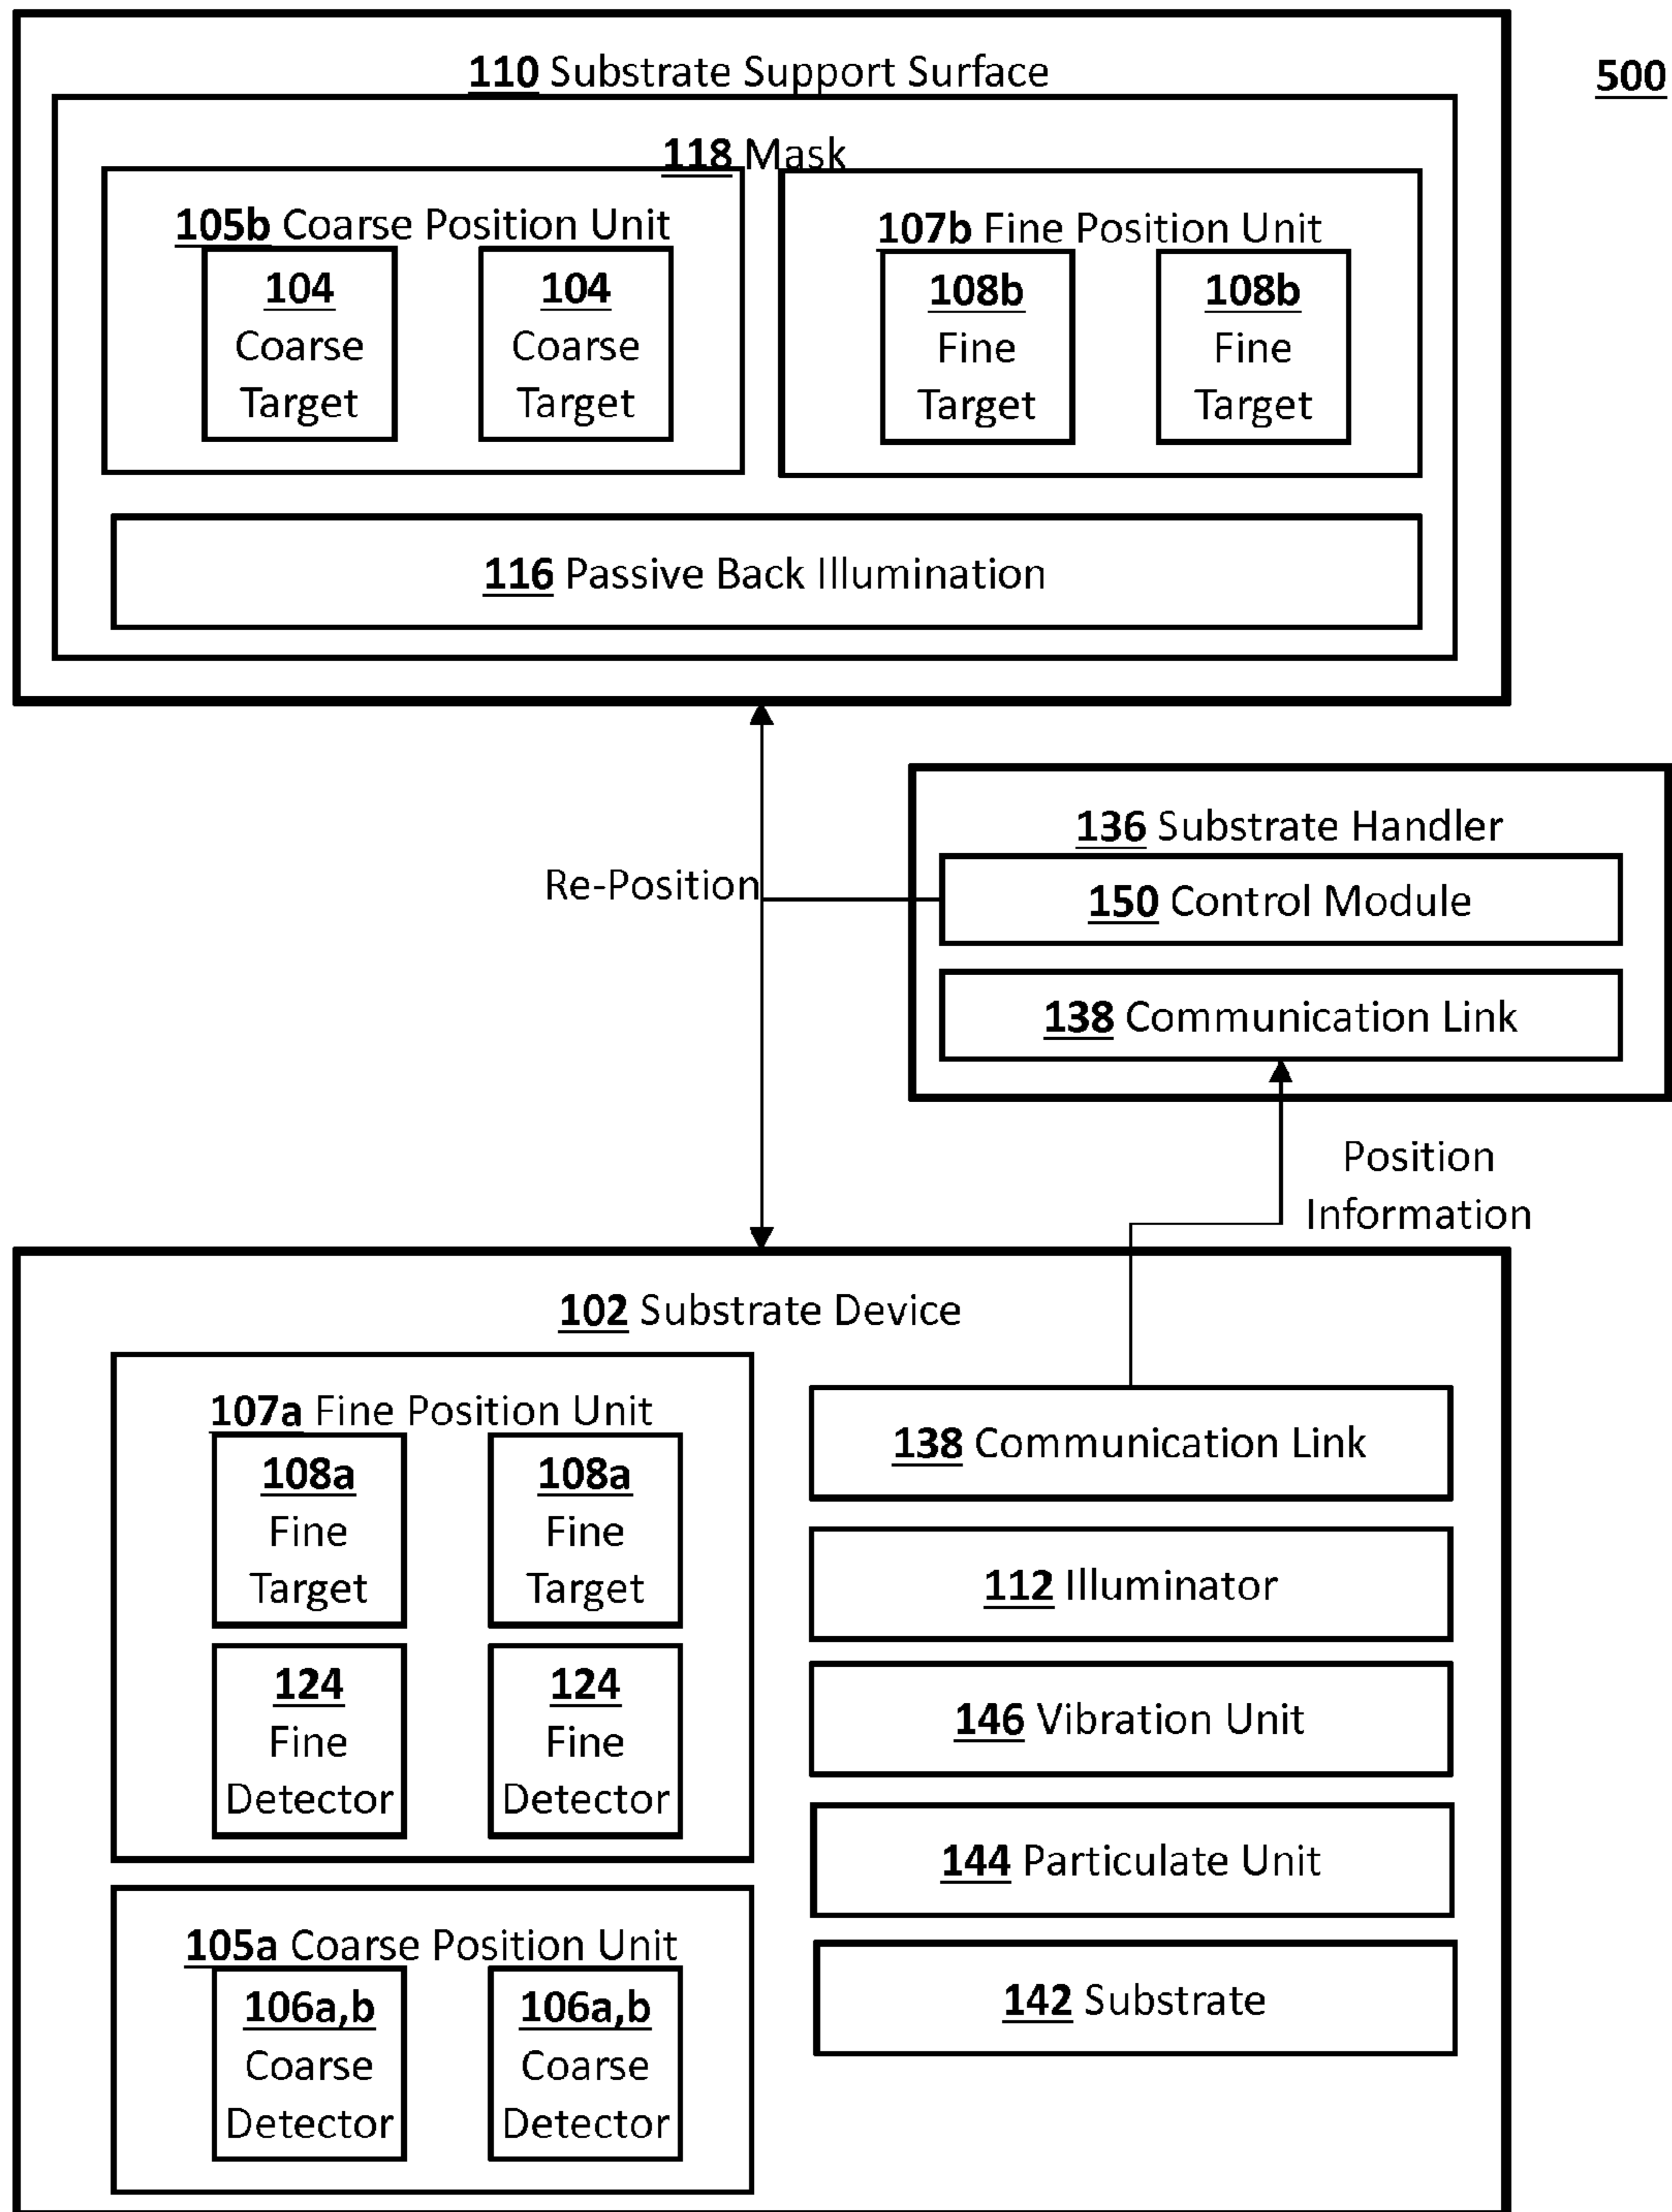 110 Substrate Support Surface
500
118 Mask
105b Coarse Position Unit
107b Fine Position Unit
104
Coarse
Target
104
Coarse
Target
108b
Fine
Target
108b
Fine
Target
116 Passive Back Illumination
136 Substrate Handler
Re-Position
150 Control Module
138 Communication Link
Position
Information
102 Substrate Device
107a Fine Position Unit
108a
Fine
Target
108a
Fine
Target
124
Fine
Detector
124
Fine
Detector
105a Coarse Position Unit
106a,b
Coarse
Detector
106a,b
Coarse
Detector
138 Communication Link
112 Illuminator
146 Vibration Unit
144 Particulate Unit
142 Substrate